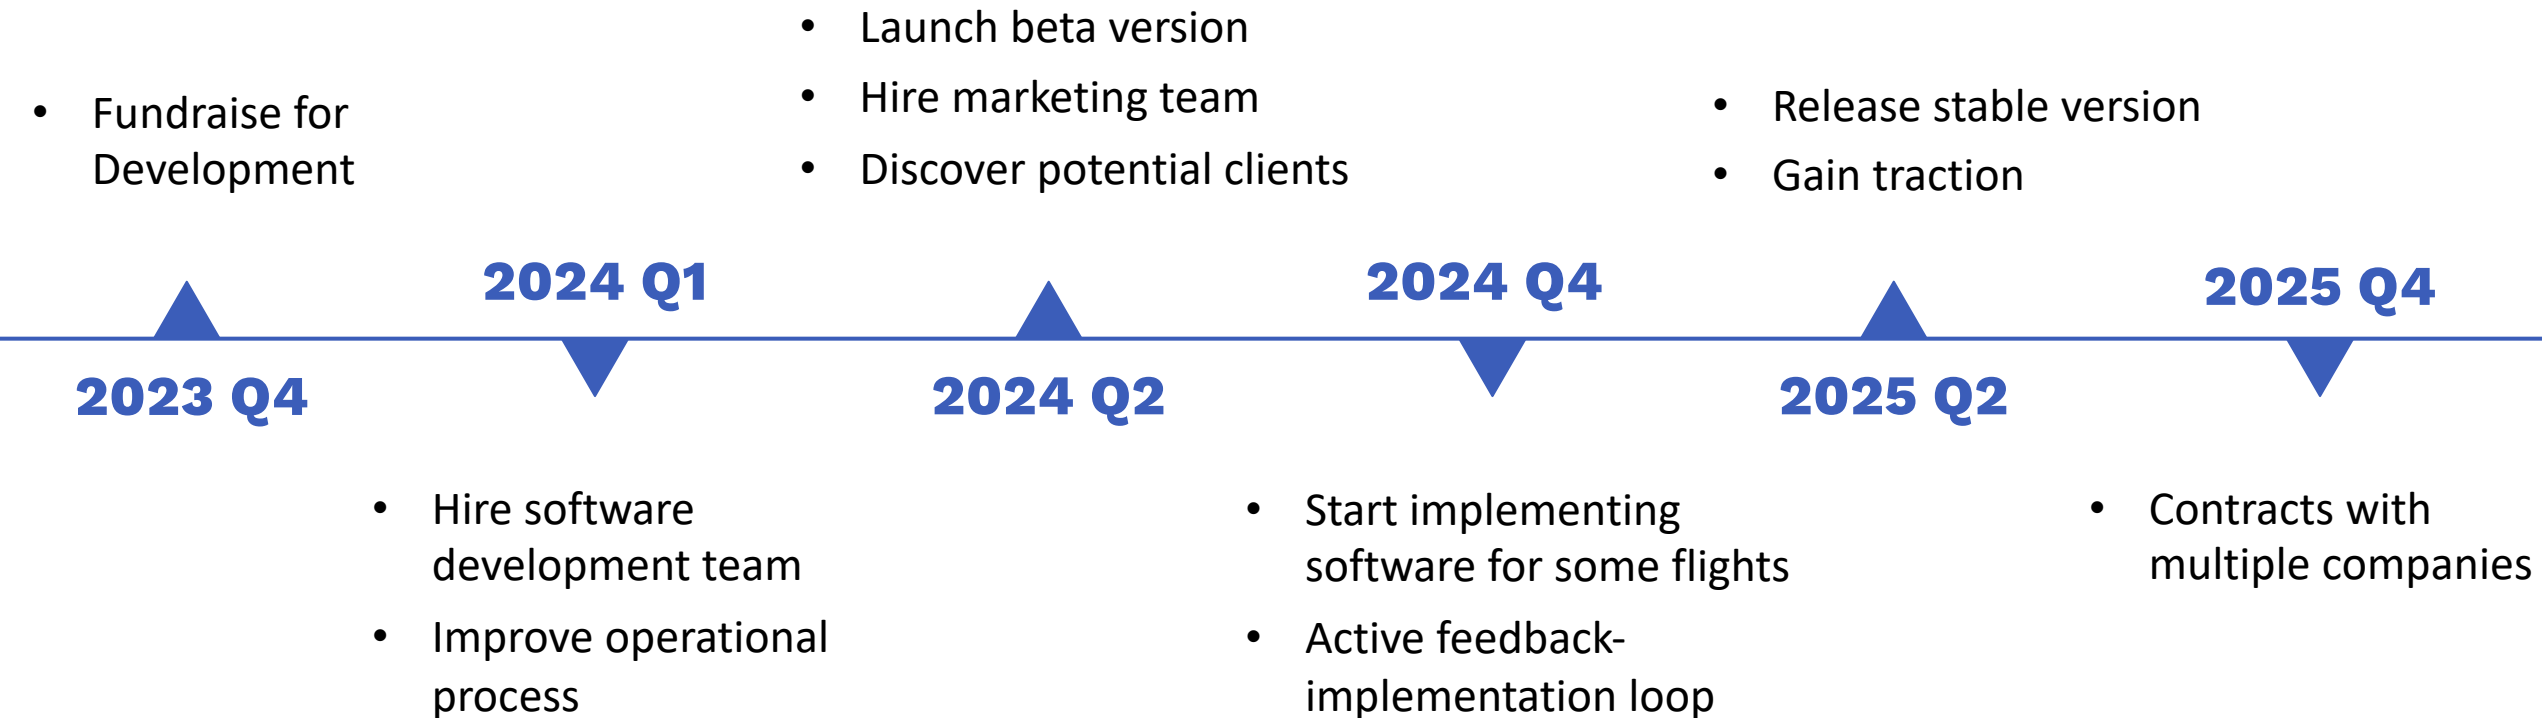 • Fundraise for
Development
2023 Q4
2024 Q1
• Hire software
development team
• Improve operational
process
• Launch beta version
• Hire marketing team
• Discover potential clients
2024 Q2
2024 Q4
• Start implementing
software for some flights
• Active feedback-
implementation loop
• Release stable version
• Gain traction
2025 Q2
2025 Q4
• Contracts with
multiple companies